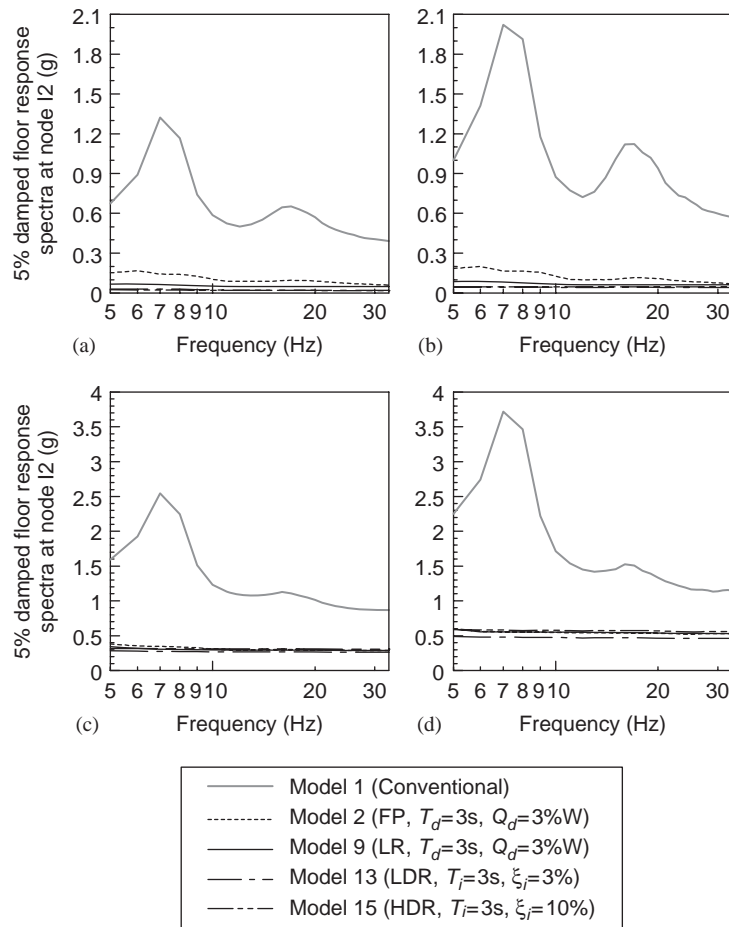 2.1
1.8
1.5
1.2
0.9
0.6
0.3
0
5% damped floor response
spectra at node I2 (g)
5 6 7 8 9 10 20 30
(a) Frequency (Hz)
2.1
1.8
1.5
1.2
0.9
0.6
0.3
0
5 6 7 8 9 10 20 30
(b) Frequency (Hz)
4
3.5
3
2.5
2
1.5
1
0.5
0
5% damped floor response
spectra at node I2 (g)
5 6 7 8 9 10 20 30
(c) Frequency (Hz)
4
3.5
3
2.5
2
1.5
1
0.5
0
5 6 7 8 9 10 20 30
(d) Frequency (Hz)
Model 1 (Conventional)
Model 2 (FP, T_d=3s, Q_d=3%W)
Model 9 (LR, T_d=3s, Q_d=3%W)
Model 13 (LDR, T_i=3s, ξ_i=3%)
Model 15 (HDR, T_i=3s, ξ_i=10%)